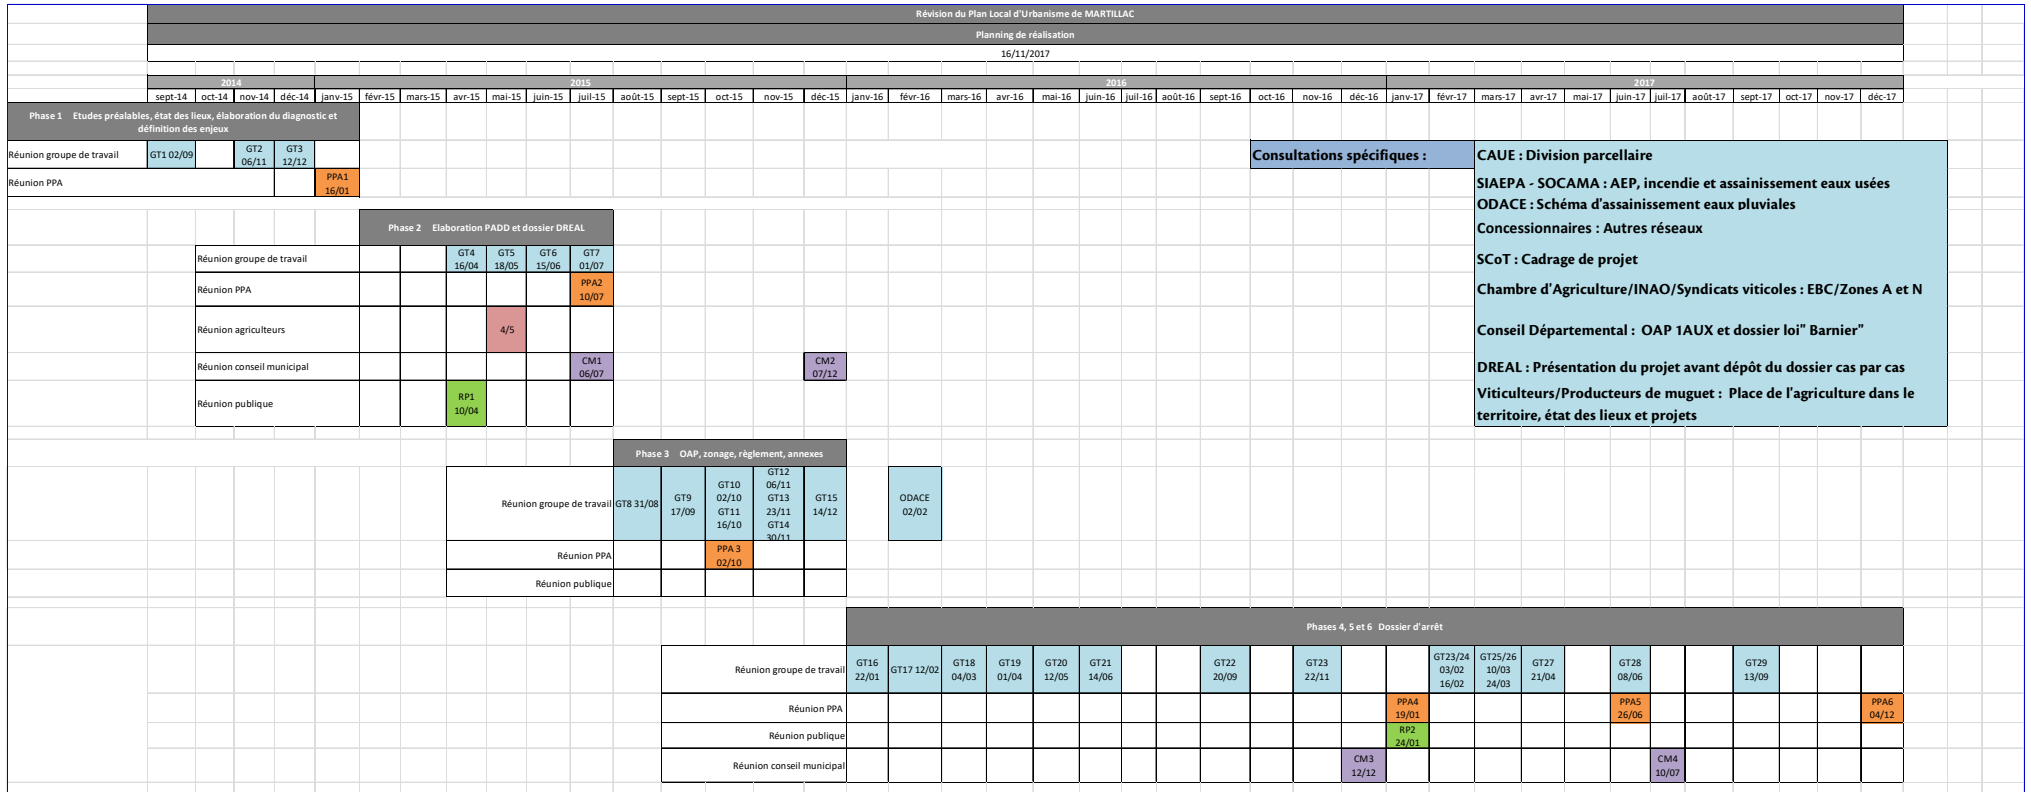 Révision du Plan Local d'Urbanisme de MARTILLAC
Planning de réalisation
16/11/2017
2014 2015 2016 2017
sept-14 oct-14 nov-14 déc-14 janv-15 févr-15 mars-15 avr-15 mai-15 juin-15 juil-15 août-15 sept-15 oct-15 nov-15 déc-15 janv-16 févr-16 mars-16 avr-16 mai-16 juin-16 juil-16 août-16 sept-16 oct-16 nov-16 déc-16 janv-17 févr-17 mars-17 avr-17 mai-17 juin-17 juil-17 août-17 sept-17 oct-17 nov-17 déc-17
Phase 1 Etudes préalables, état des lieux, élaboration du diagnostic et
définition des enjeux
Réunion groupe de travail
GT1 02/09
GT2
06/11
GT3
12/12
Réunion PPA
PPA1
16/01
Consultations spécifiques :
CAUE : Division parcellaire
SIAEPA - SOCAMA : AEP, incendie et assainissement eaux usées
ODACE : Schéma d'assainissement eaux pluviales
Concessionnaires : Autres réseaux
SCoT : Cadrage de projet
Chambre d'Agriculture/INAO/Syndicats viticoles : EBC/Zones A et N
Conseil Départemental : OAP 1AUX et dossier loi" Barnier"
DREAL : Présentation du projet avant dépôt du dossier cas par cas
Viticulteurs/Producteurs de muguet : Place de l'agriculture dans le
territoire, état des lieux et projets
Phase 2 Elaboration PADD et dossier DREAL
Réunion groupe de travail
GT4
16/04
GT5
18/05
GT6
15/06
GT7
01/07
Réunion PPA
PPA2
10/07
Réunion agriculteurs
4/5
Réunion conseil municipal
CM1
06/07
CM2
07/12
Réunion publique
RP1
10/04
Phase 3 OAP, zonage, règlement, annexes
Réunion groupe de travail
GT8 31/08
GT9
17/09
GT10
02/10
GT11
16/10
GT12
06/11
GT13
23/11
GT14
30/11
GT15
14/12
ODACE
02/02
Réunion PPA
PPA 3
02/10
Réunion publique
Phases 4, 5 et 6 Dossier d'arrêt
Réunion groupe de travail
GT16
22/01
GT17 12/02
GT18
04/03
GT19
01/04
GT20
12/05
GT21
14/06
GT22
20/09
GT23
22/11
GT23/24
03/02
16/02
GT25/26
10/03
24/03
GT27
21/04
GT28
08/06
GT29
13/09
Réunion PPA
PPA4
19/01
PPA5
26/06
PPA6
04/12
Réunion publique
RP2
24/01
Réunion conseil municipal
CM3
12/12
CM4
10/07